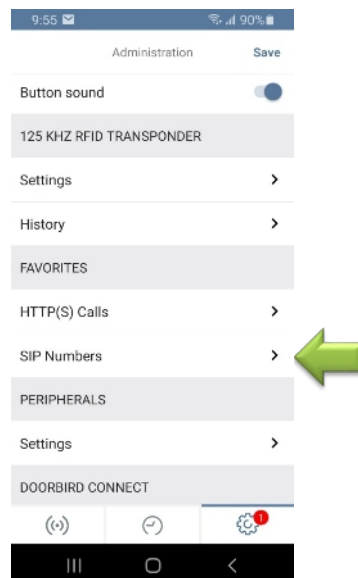 9:55 90%
Administration Save
Button sound
125 KHZ RFID TRANSPONDER
Settings
History
FAVORITES
HTTP(S) Calls
SIP Numbers
PERIPHERALS
Settings
DOORBIRD CONNECT
1